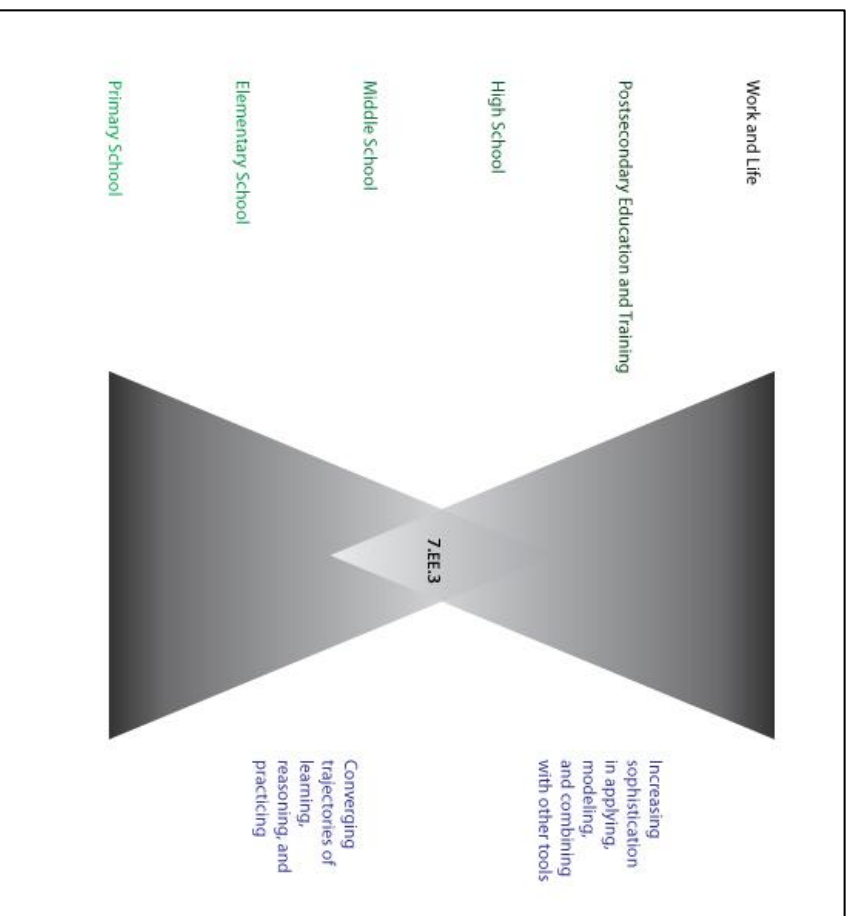 Work and Life
Postsecondary Education and Training
High School
Middle School
Elementary School
Primary School
7.EE.3
Increasing
sophistication
in applying,
modeling,
and combining
with other tools
Converging
trajectories of
learning,
reasoning, and
practicing